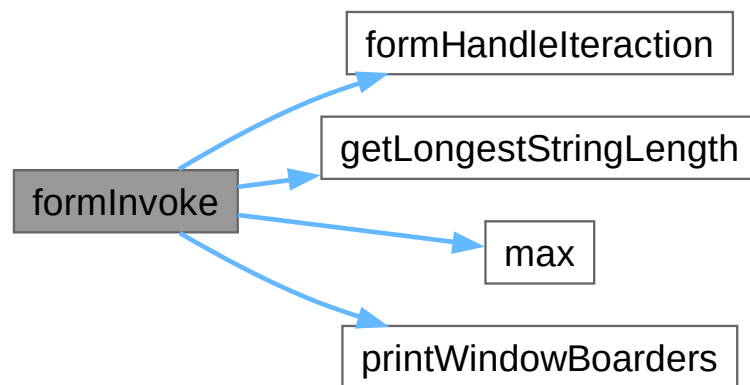 formHandleIteraction
getLongestStringLength
formInvoke
max
printWindowBoarders